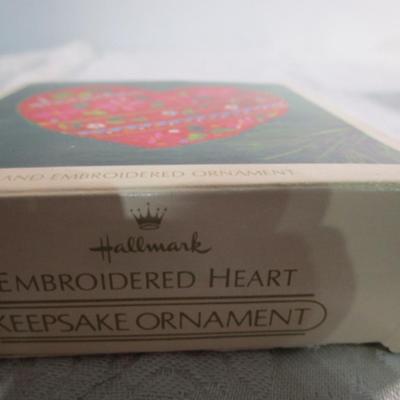 AND EMBROIDERED ORNAMENT
Hallmark
EMBROIDERED HEART
KEEPSAKE ORNAMENT